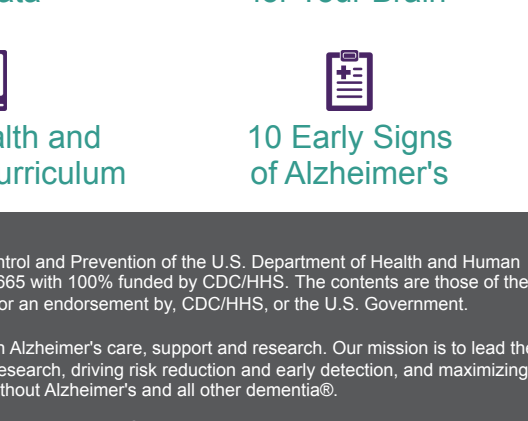 for Your Brain
alth and
urriculum
10 Early Signs
of Alzheimer's
ntrol and Prevention of the U.S. Department of Health and Human
665 with 100% funded by CDC/HHS. The contents are those of the
or an endorsement by, CDC/HHS, or the U.S. Government.
n Alzheimer's care, support and research. Our mission is to lead the
esearch, driving risk reduction and early detection, and maximizing
thout Alzheimer's and all other dementia®.